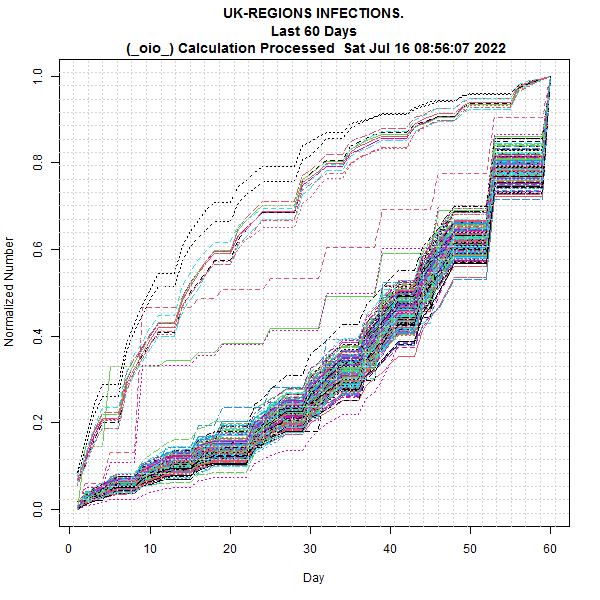 UK-REGIONS INFECTIONS.
Last 60 Days
(_oio_) Calculation Processed  Sat Jul 16 08:56:07 2022
Normalized Number
1.0
0.8
0.6
0.4
0.2
0.0
0 10 20 30 40 50 60
Day